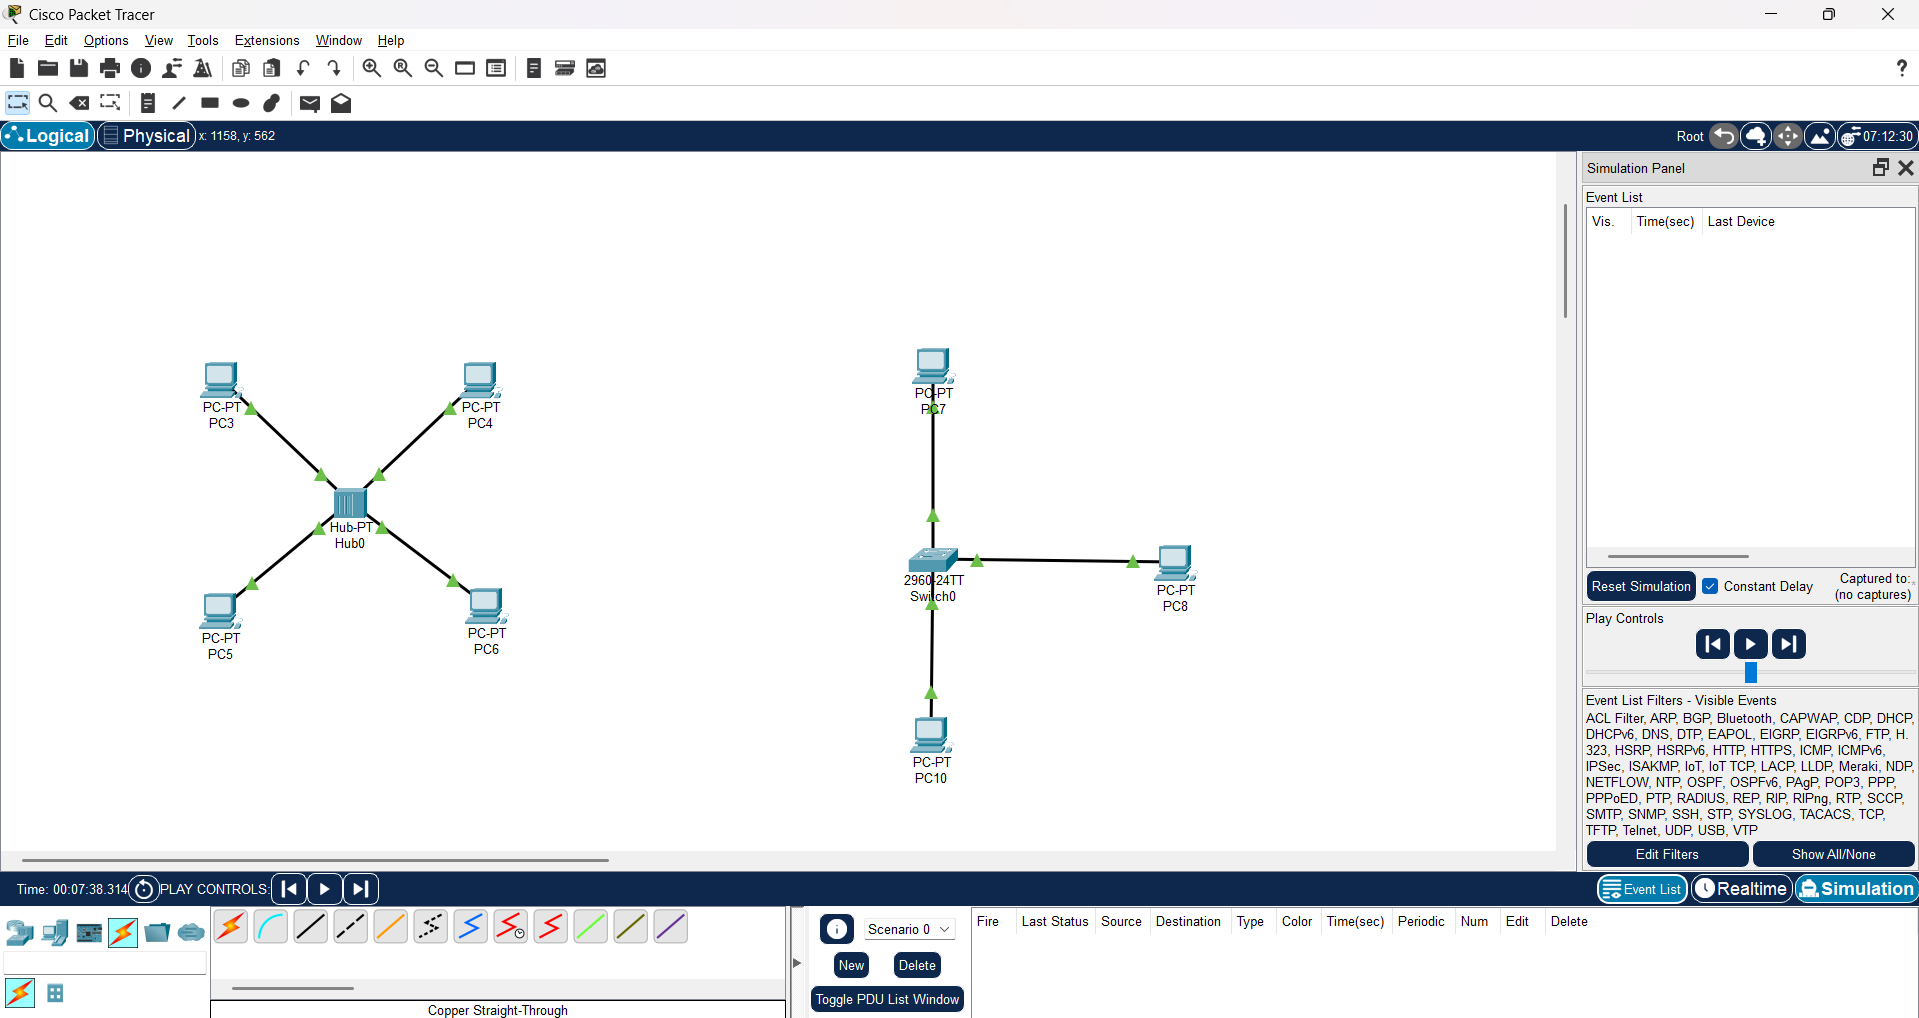 Cisco Packet Tracer
File Edit Options View Tools Extensions Window Help
?
Logical Physical x: 1158, y: 562 Root 07:12:30
Simulation Panel
Event List
Vis. Time(sec) Last Device
PC-PT
PC3
PC-PT
PC4
Hub-PT
Hub0
PC-PT
PC5
PC-PT
PC6
PC-PT
PC7
2960-24TT
Switch0
PC-PT
PC8
PC-PT
PC10
Reset Simulation Constant Delay Captured to:
(no captures)
Play Controls
Event List Filters - Visible Events
ACL Filter, ARP, BGP, Bluetooth, CAPWAP, CDP, DHCP,
DHCPv6, DNS, DTP, EAPOL, EIGRP, EIGRPv6, FTP, H.
323, HSRP, HSRPv6, HTTP, HTTPS, ICMP, ICMPv6,
IPSec, ISAKMP, IoT, IoT TCP, LACP, LLDP, Meraki, NDP,
NETFLOW, NTP, OSPF, OSPFv6, PAgP, POP3, PPP,
PPPoED, PTP, RADIUS, REP, RIP, RIPng, RTP, SCCP,
SMTP, SNMP, SSH, STP, SYSLOG, TACACS, TCP,
TFTP, Telnet, UDP, USB, VTP
Edit Filters Show All/None
Time: 00:07:38.314 PLAY CONTROLS: Event List Realtime Simulation
Scenario 0
New Delete
Toggle PDU List Window
Fire Last Status Source Destination Type Color Time(sec) Periodic Num Edit Delete
Copper Straight-Through